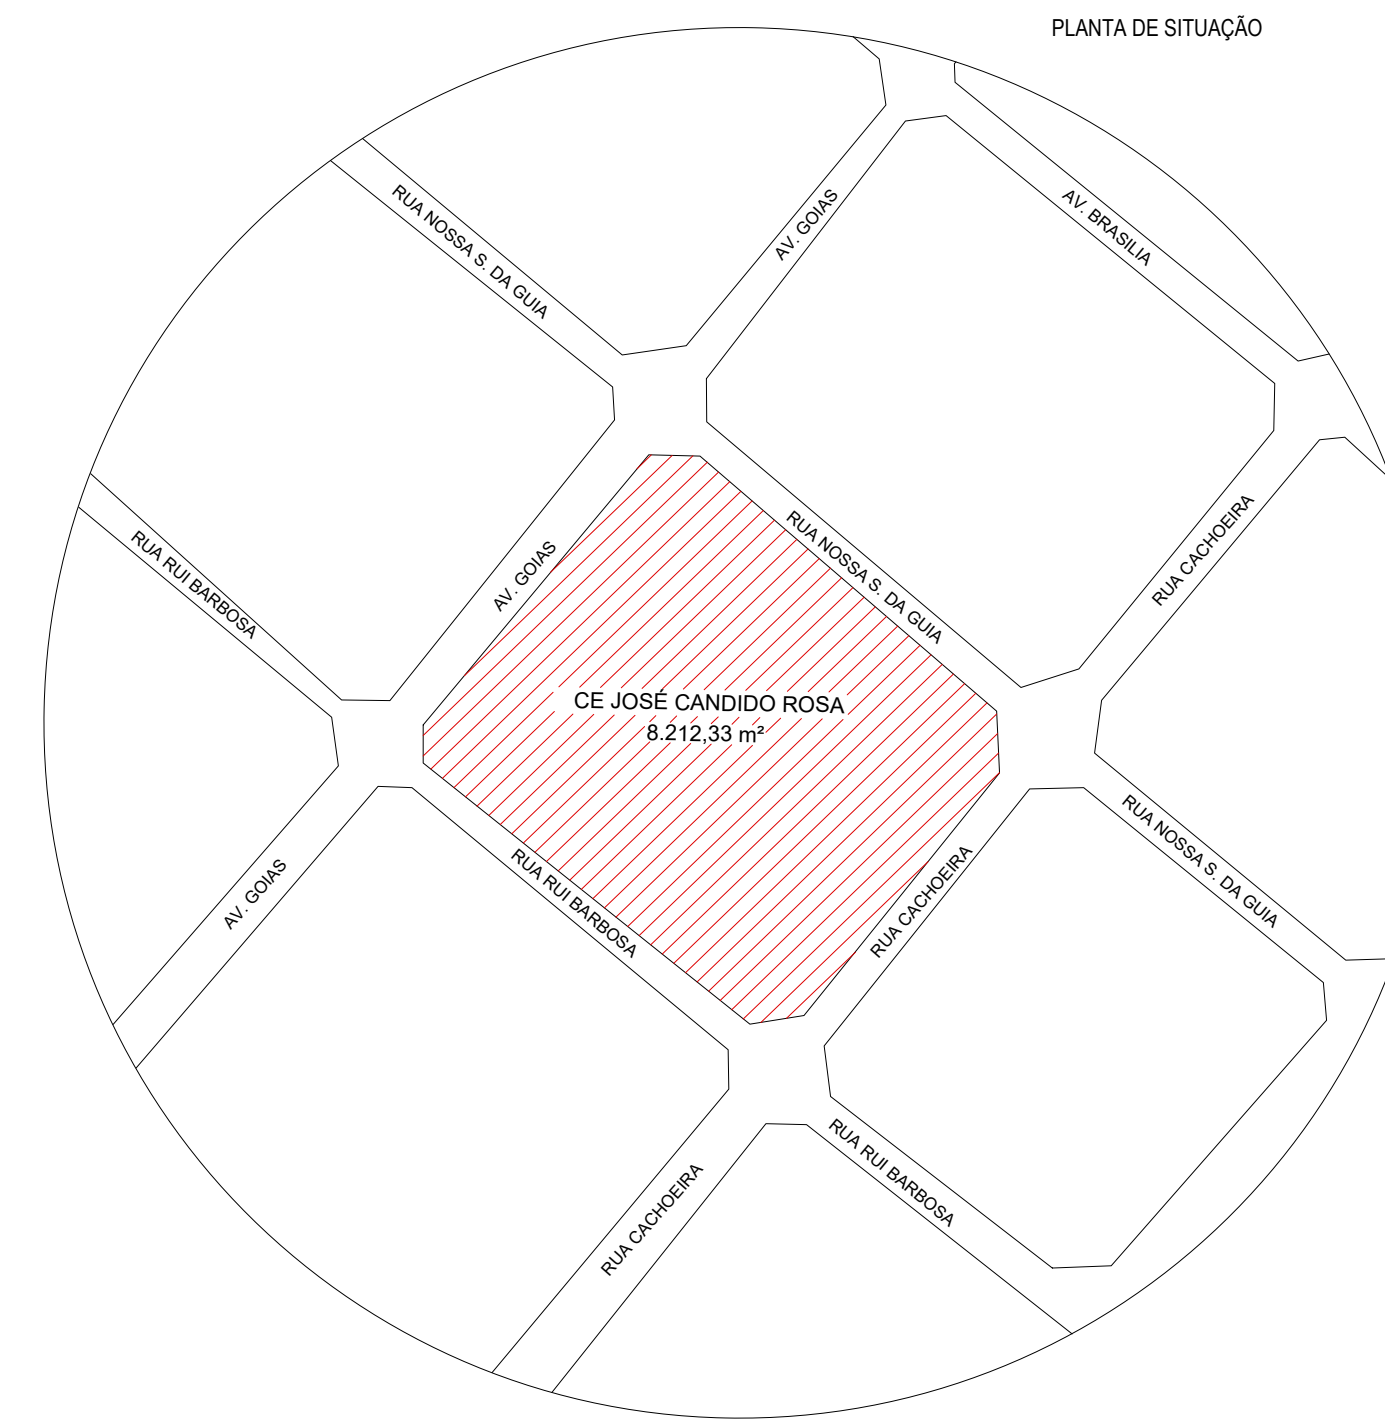 PLANTA DE SITUAÇÃO
RUA NOSSA S. DA GUIA
AV. GOIAS
AV. BRASILIA
RUA RUI BARBOSA
AV. GOIAS
RUA NOSSA S. DA GUIA
RUA CACHOEIRA
CE JOSÉ CANDIDO ROSA
8.212,33 m²
AV. GOIAS
RUA RUI BARBOSA
RUA CACHOEIRA
RUA NOSSA S. DA GUIA
RUA CACHOEIRA
RUA RUI BARBOSA